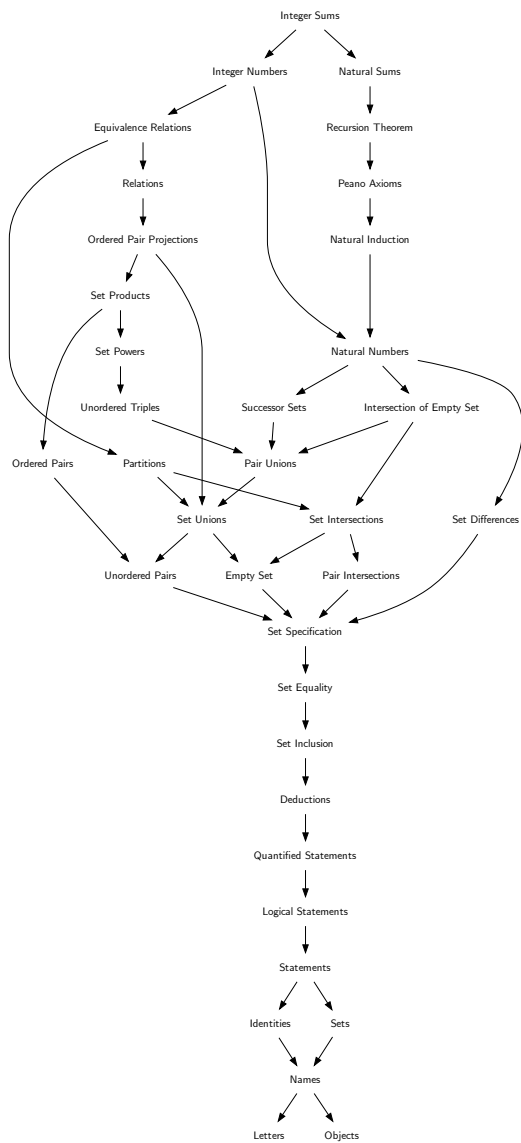 Integer Sums
Integer Numbers
Natural Sums
Equivalence Relations
Recursion Theorem
Relations
Peano Axioms
Ordered Pair Projections
Natural Induction
Set Products
Set Powers
Natural Numbers
Unordered Triples
Successor Sets
Intersection of Empty Set
Ordered Pairs
Partitions
Pair Unions
Set Unions
Set Intersections
Set Differences
Unordered Pairs
Empty Set
Pair Intersections
Set Specification
Set Equality
Set Inclusion
Deductions
Quantified Statements
Logical Statements
Statements
Identities
Sets
Names
Letters
Objects